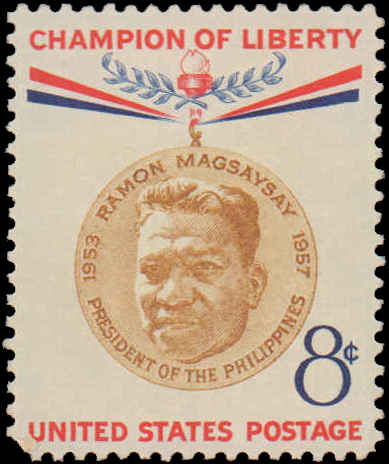 CHAMPION OF LIBERTY
RAMON MAGSAYSAY
1953
1957
PRESIDENT OF THE PHILIPPINES
8¢
UNITED STATES POSTAGE